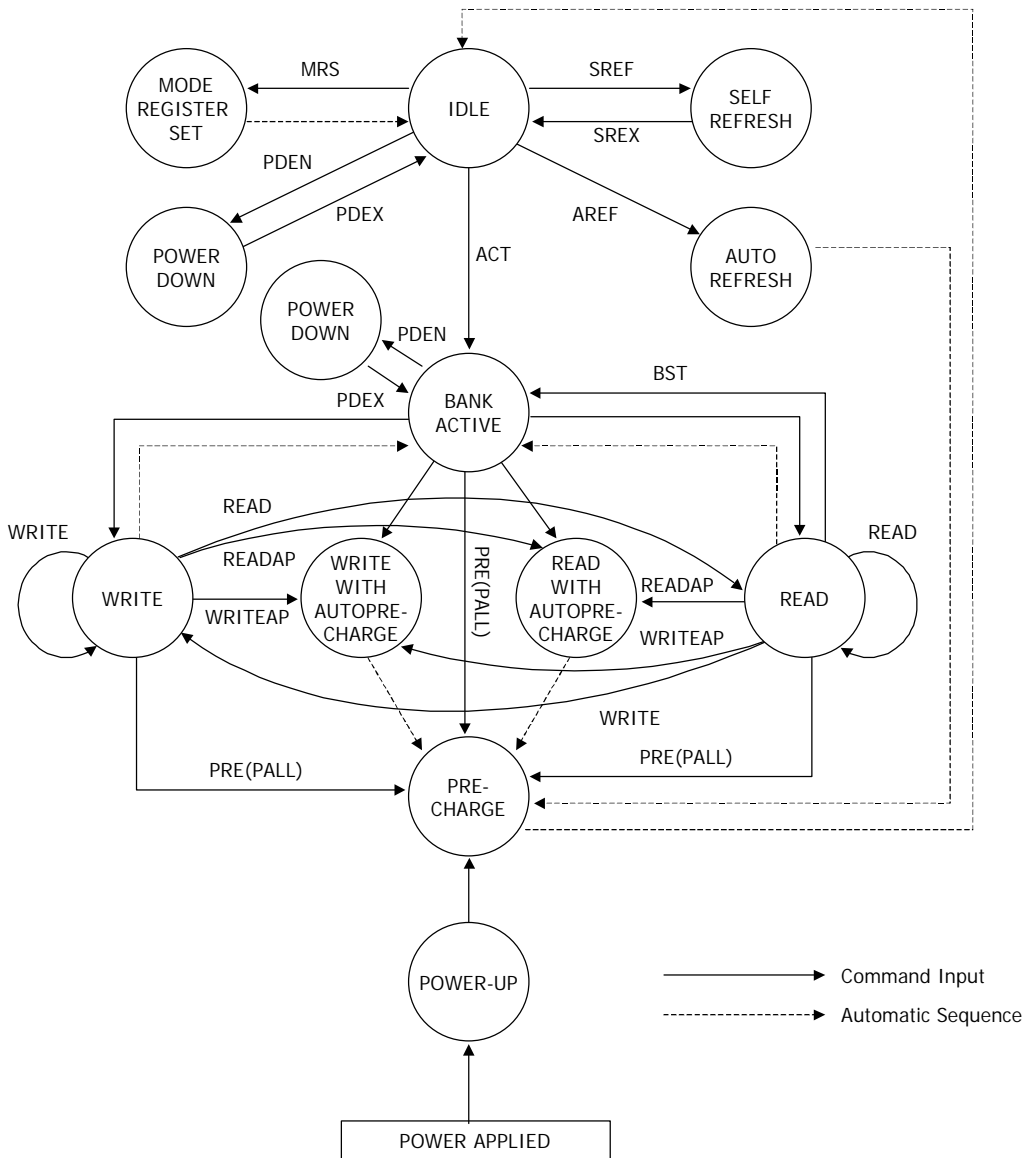 MRS
SREF
MODE
REGISTER
SET
IDLE
SELF
REFRESH
SREX
PDEN
PDEX
AREF
POWER
DOWN
ACT
AUTO
REFRESH
POWER
DOWN
PDEN
PDEX
BANK
ACTIVE
BST
WRITE
READ
READ
READAP
WRITE
WRITEAP
WRITE
WITH
AUTOPRE-
CHARGE
PRE(PALL)
READ
WITH
AUTOPRE-
CHARGE
READAP
READ
WRITEAP
WRITE
PRE(PALL)
PRE(PALL)
PRE-
CHARGE
POWER-UP
Command Input
Automatic Sequence
POWER APPLIED